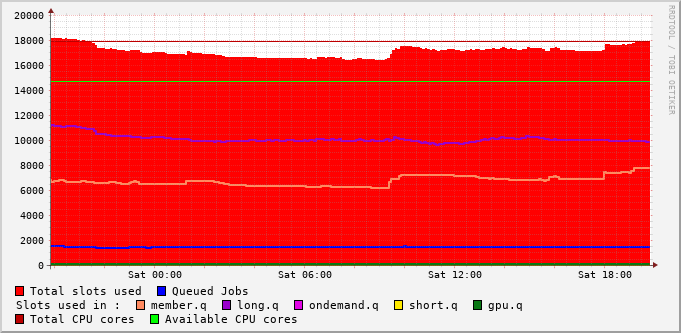 20000
18000
16000
14000
12000
10000
8000
6000
4000
2000
0
Sat 00:00 Sat 06:00 Sat 12:00 Sat 18:00
RRDTOOL / TOBI OETIKER
Total slots used Queued Jobs
Slots used in : member.q long.q ondemand.q short.q gpu.q
Total CPU cores Available CPU cores